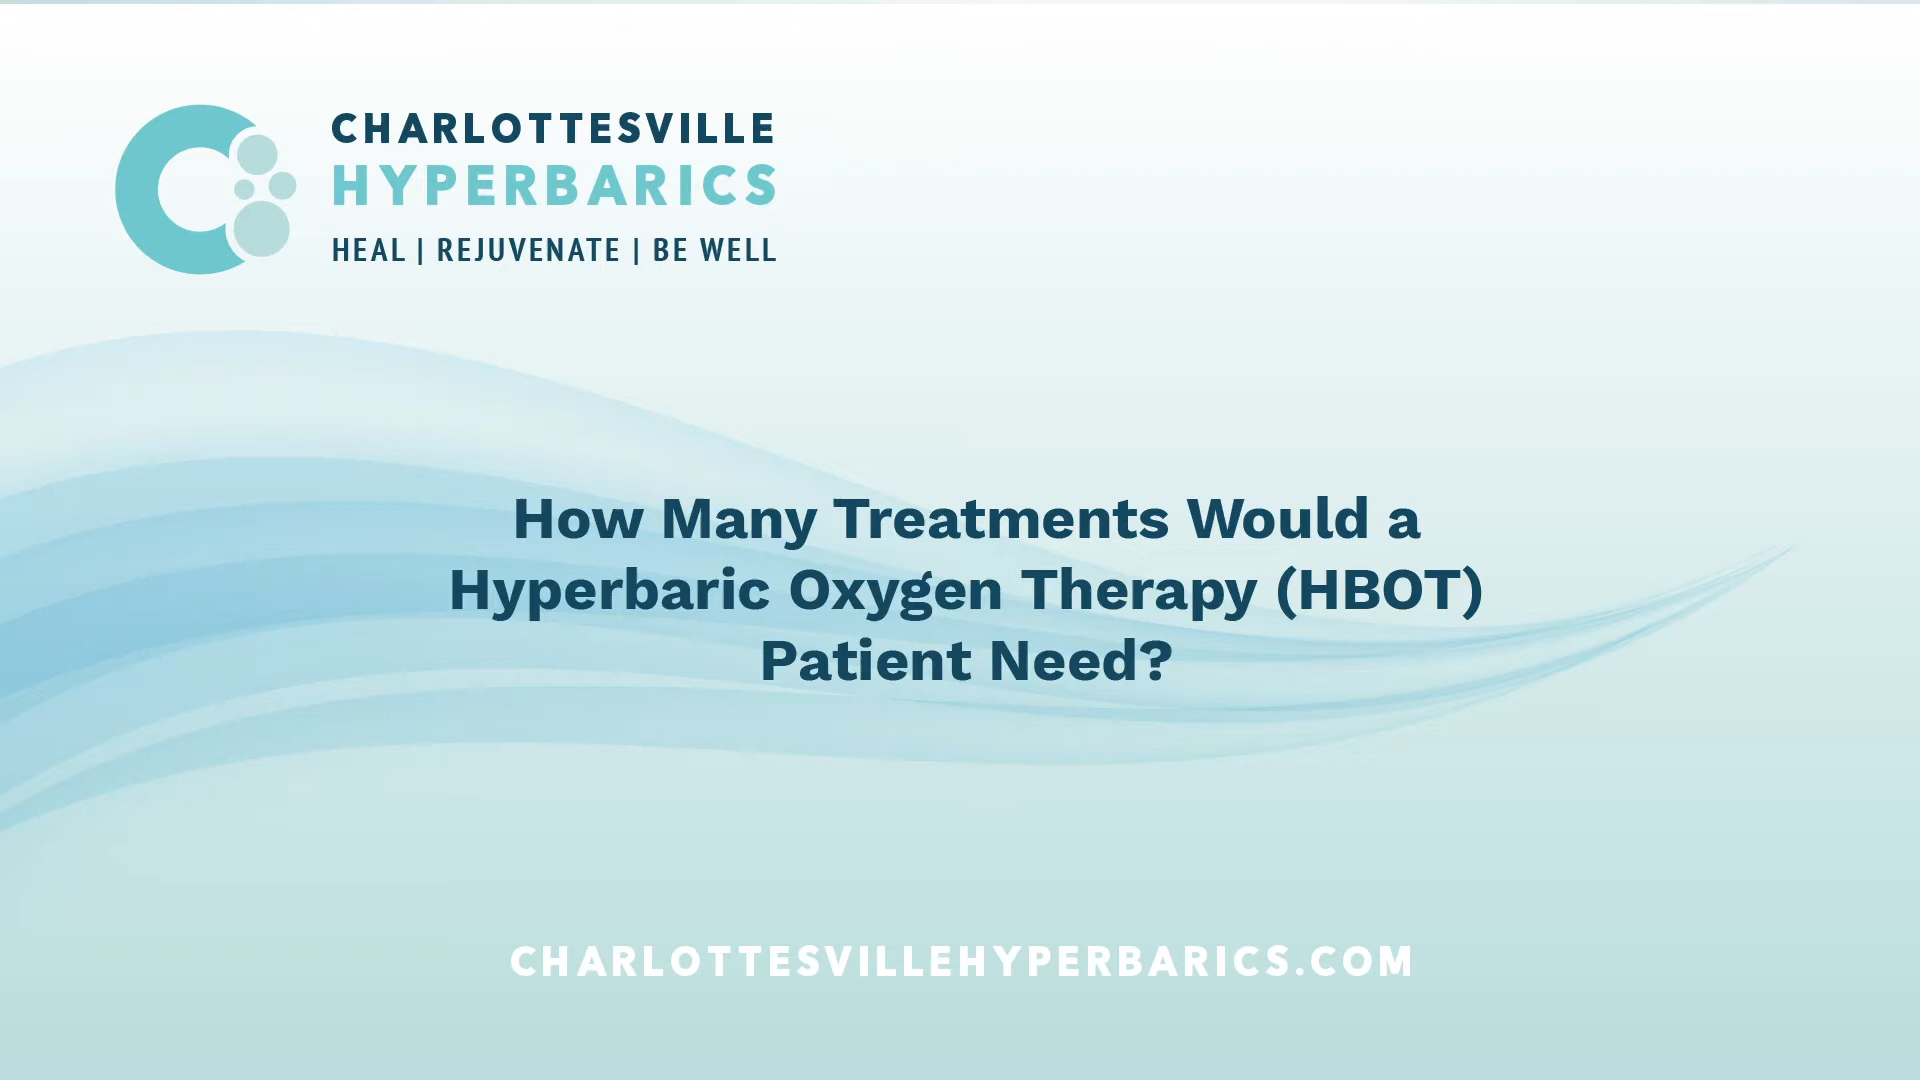 CHARLOTTESVILLE
HYPERBARICS
HEAL | REJUVENATE | BE WELL
How Many Treatments Would a
Hyperbaric Oxygen Therapy (HBOT)
Patient Need?
CHARLOTTESVILLEHYPERBARICS.COM